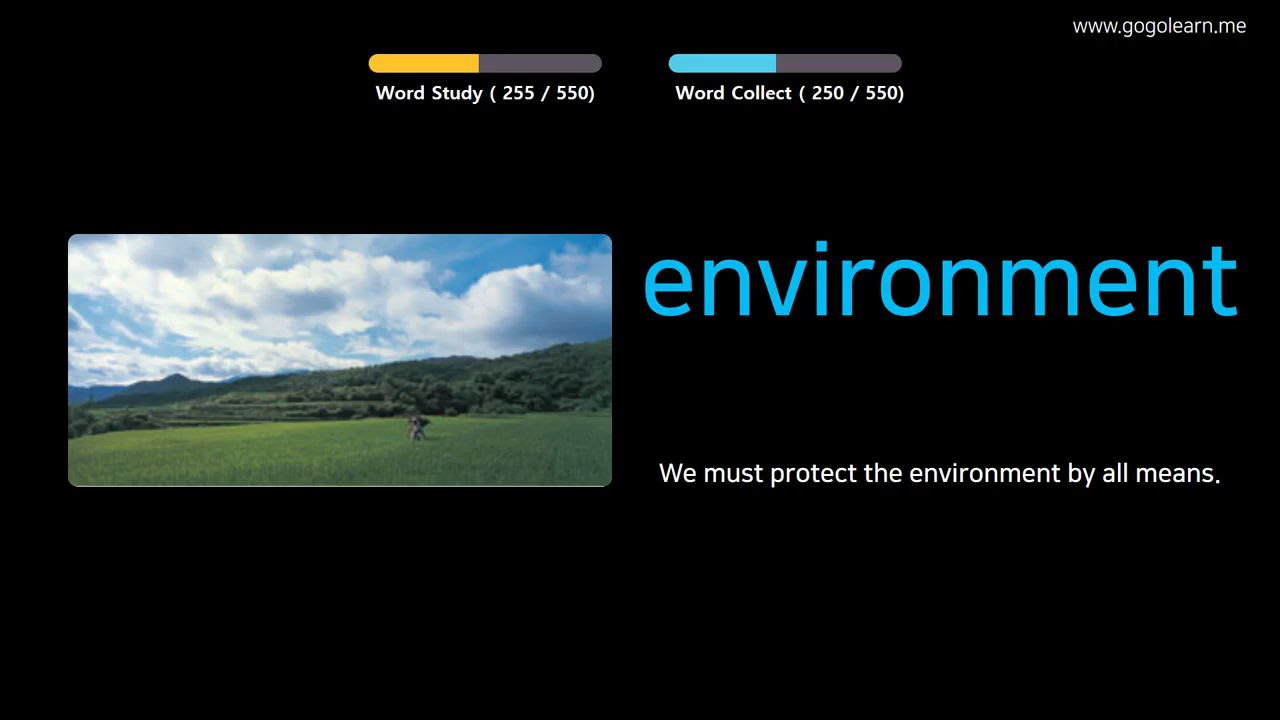 www.gogolearn.me
Word Study ( 255 / 550)
Word Collect ( 250 / 550)
environment
We must protect the environment by all means.